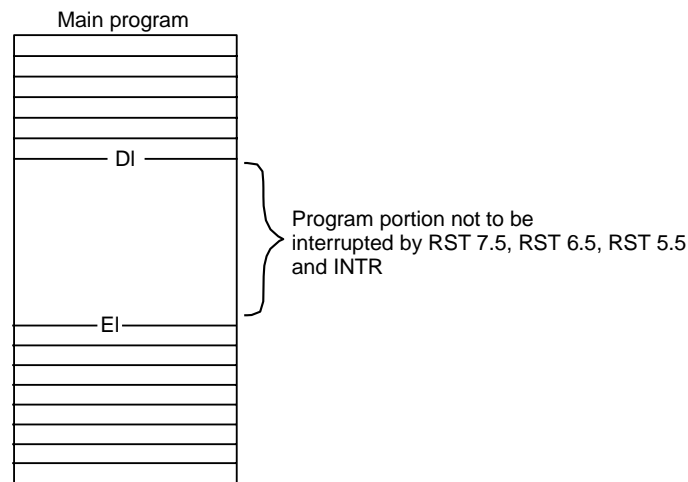 Main program
DI
Program portion not to be
interrupted by RST 7.5, RST 6.5, RST 5.5
and INTR
EI